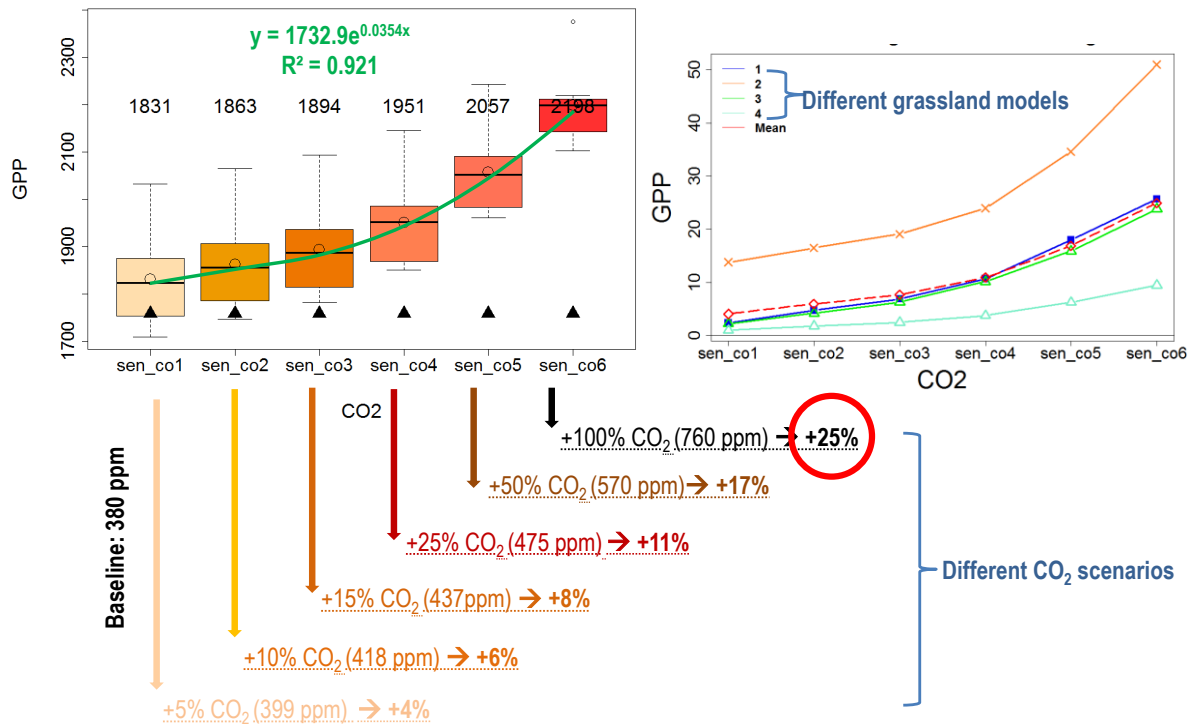 y = 1732.9e^0.0354x
R² = 0.921
2300
2100
1900
1700
GPP
1831 1863 1894 1951 2057 2198
sen_co1 sen_co2 sen_co3 sen_co4 sen_co5 sen_co6
CO2
50
40
30
20
10
0
GPP
1
2
3
4
Mean
Different grassland models
sen_co1 sen_co2 sen_co3 sen_co4 sen_co5 sen_co6
CO2
Baseline: 380 ppm
+100% CO₂ (760 ppm) → +25%
+50% CO₂ (570 ppm) → +17%
+25% CO₂ (475 ppm) → +11%
+15% CO₂ (437ppm) → +8%
+10% CO₂ (418 ppm) → +6%
+5% CO₂ (399 ppm) → +4%
Different CO₂ scenarios